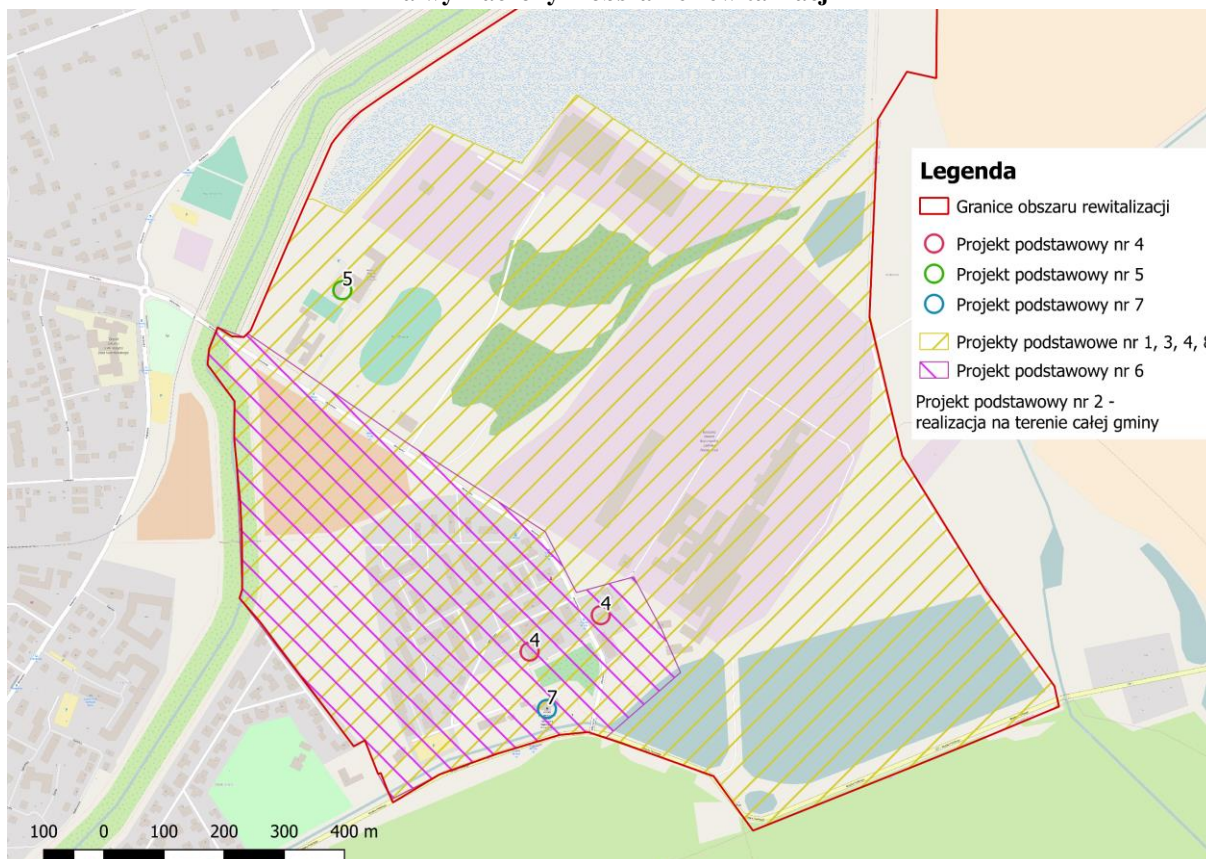 Legenda
Granice obszaru rewitalizacji
Projekt podstawowy nr 4
Projekt podstawowy nr 5
Projekt podstawowy nr 7
Projekty podstawowe nr 1, 3, 4, 8
Projekt podstawowy nr 6
Projekt podstawowy nr 2 -
realizacja na terenie całej gminy
5
4
4
7
100 0 100 200 300 400 m